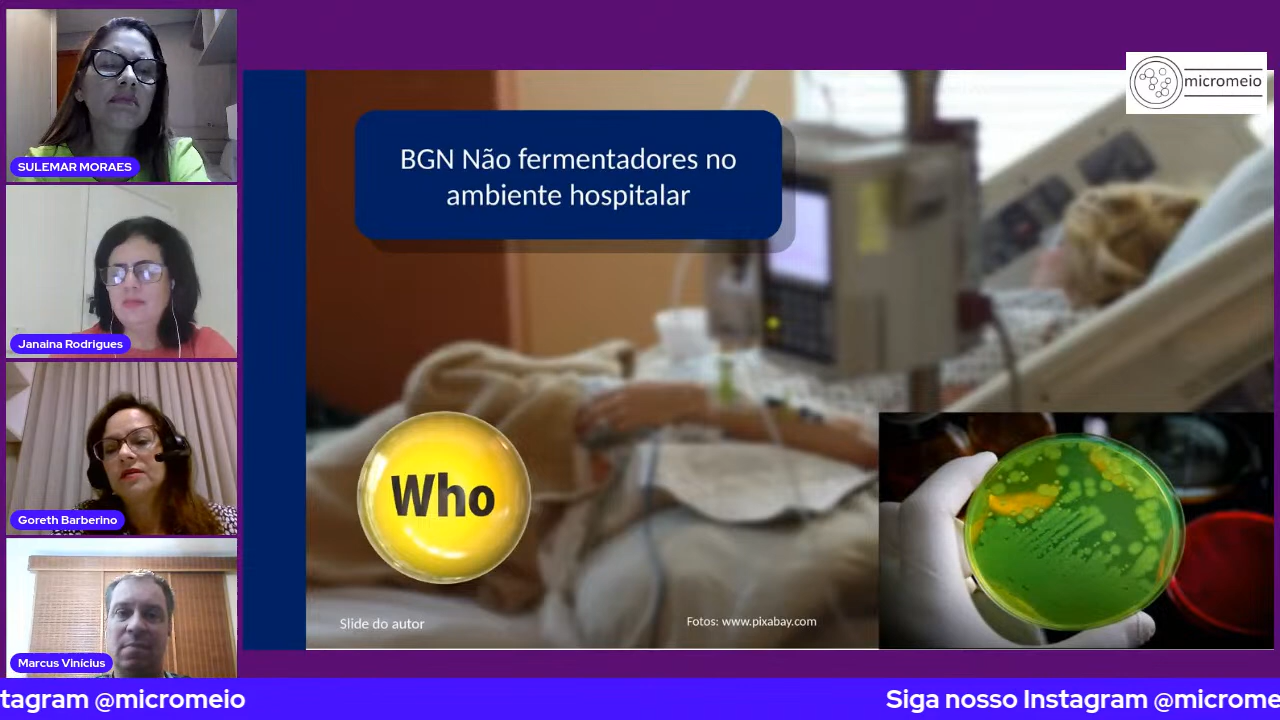 SULEMAR MORAES
Janaina Rodrigues
Goreth Barberino
Marcus Vinícius
micromeio
BGN Não fermentadores no
ambiente hospitalar
Who
Slide do autor
Fotos: www.pixabay.com
tagram @micromeio
Siga nosso Instagram @microme